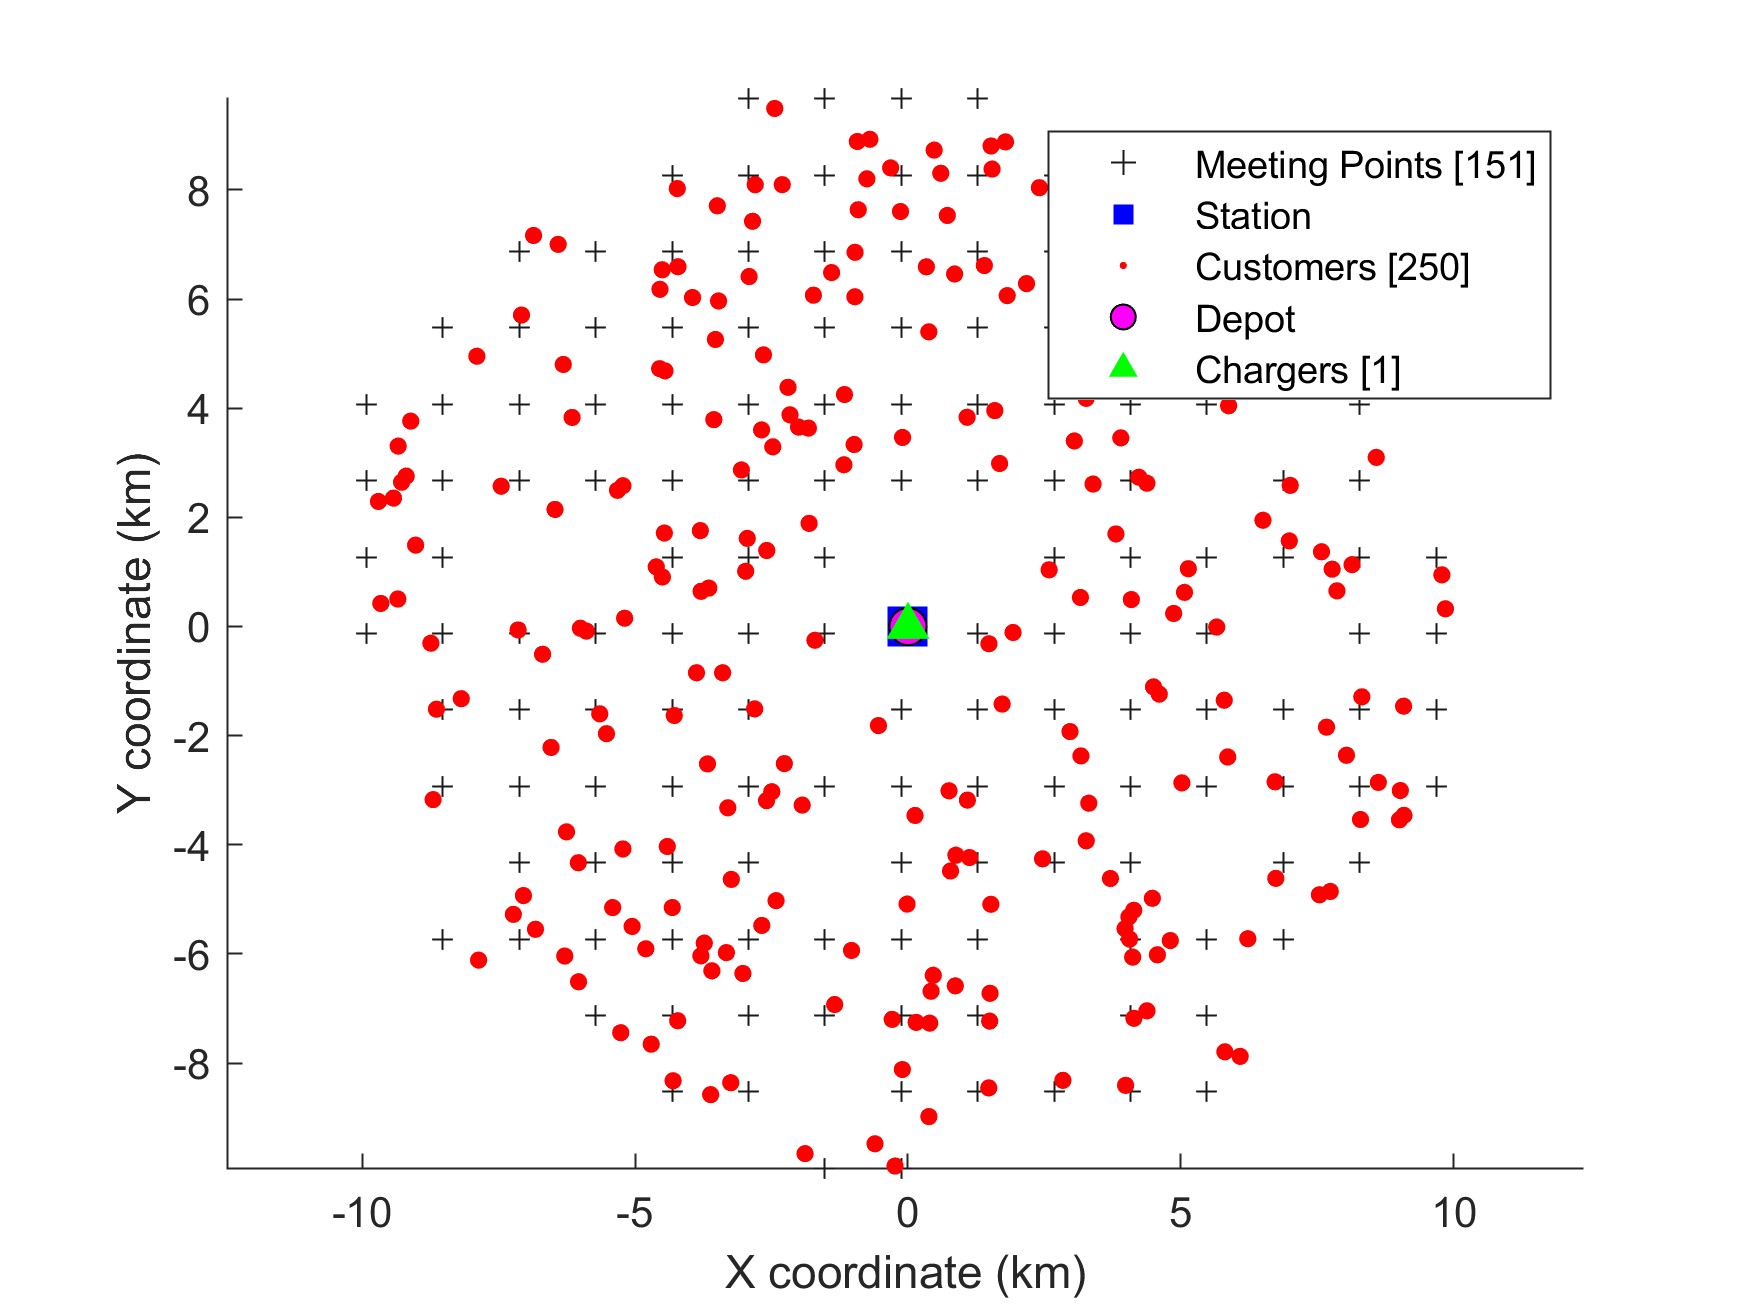 Meeting Points [151]
Station
Customers [250]
Depot
Chargers [1]
Y coordinate (km)
8
6
4
2
0
-2
-4
-6
-8
-10
-5
0
5
10
X coordinate (km)